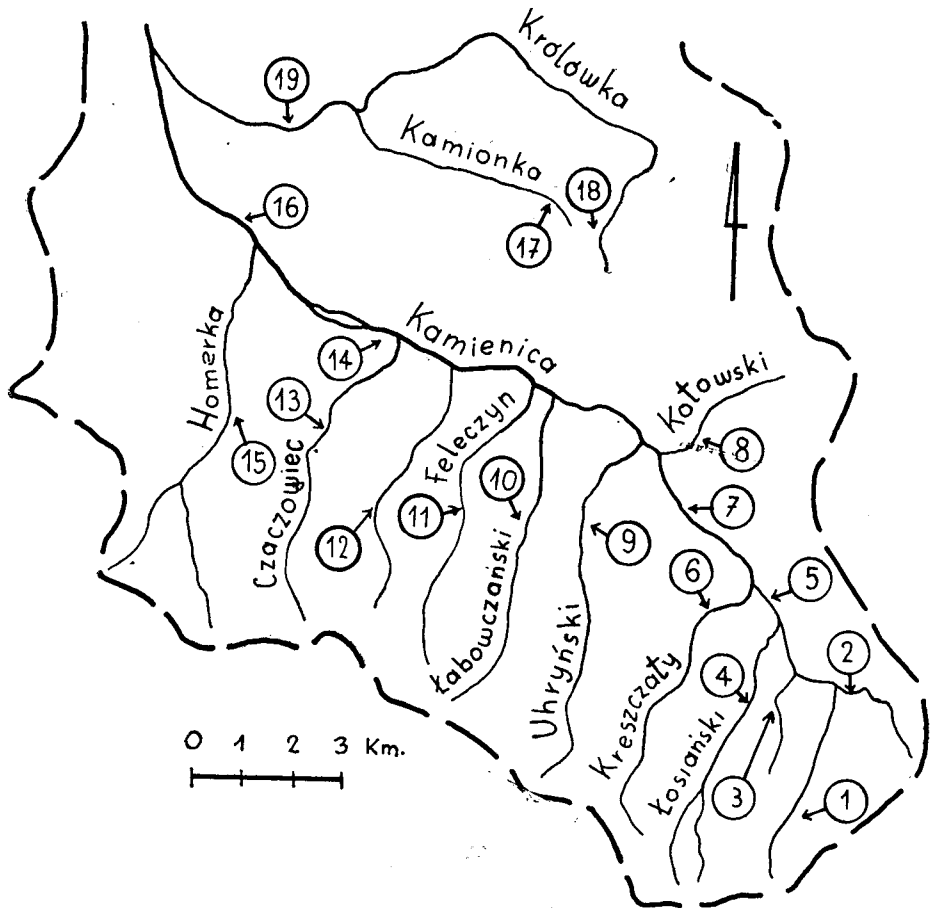 Królówka
19
Kamionka
18
16
17
Kamienica
Homerka
14
Kotowski
13
Feleczyn
8
15
10
Czaczowiec
7
11
12
9
Łabowczański
6
5
Uhryński
2
4
Kreszczały
Łosiański
0 1 2 3 Km.
3
1